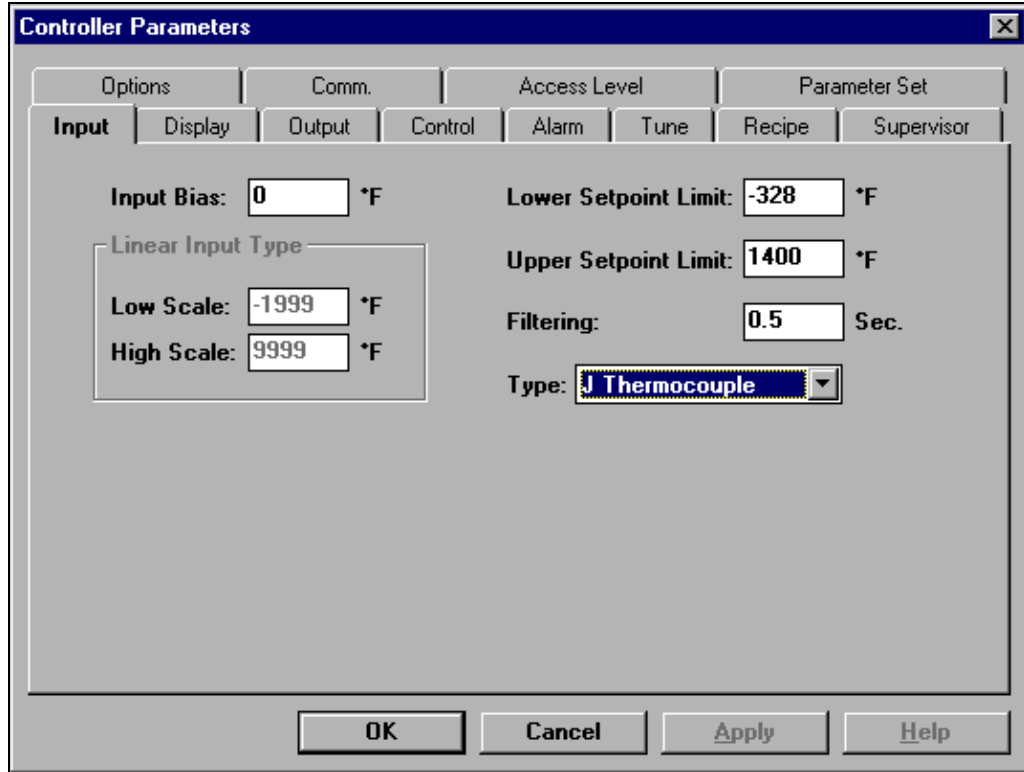 Controller Parameters
Options Comm. Access Level Parameter Set
Input Display Output Control Alarm Tune Recipe Supervisor
Input Bias: 0 °F Lower Setpoint Limit: -328 °F
Linear Input Type
Upper Setpoint Limit: 1400 °F
Low Scale: -1999 °F Filtering: 0.5 Sec.
High Scale: 9999 °F
Type: J Thermocouple
OK Cancel Apply Help